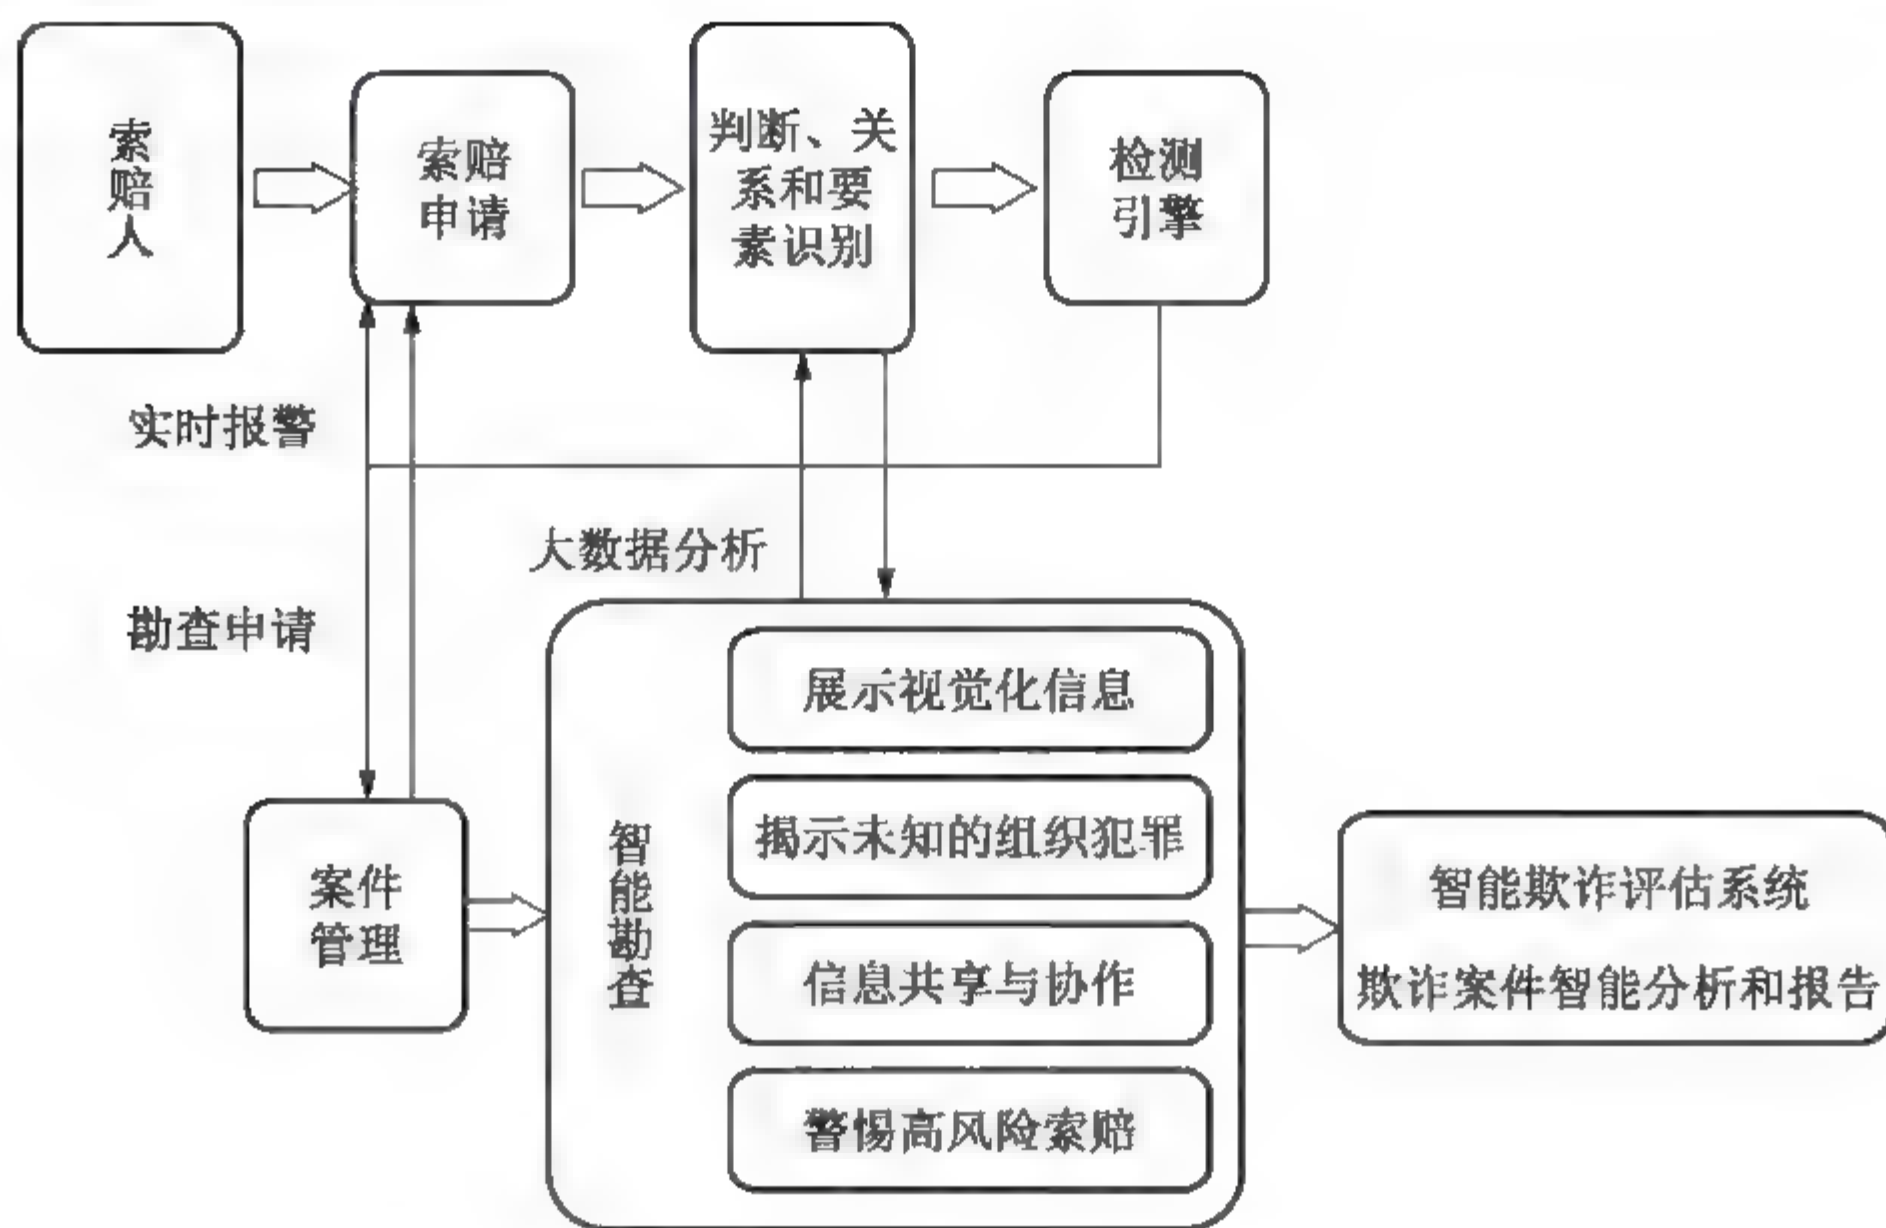 索
赔
人
索赔
申请
判断、关
系和要
素识别
检测
引擎
实时报警
大数据分析
勘查申请
案件
管理
智
能
勘
查
展示视觉化信息
揭示未知的组织犯罪
信息共享与协作
警惕高风险索赔
智能欺诈评估系统
欺诈案件智能分析和报告